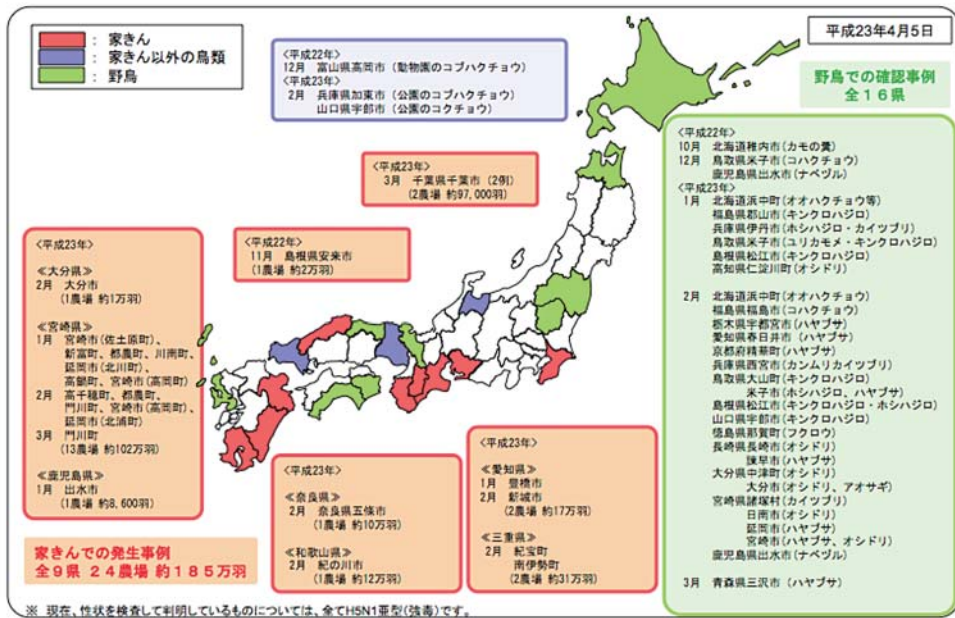 ： 家きん
： 家きん以外の鳥類
： 野鳥
平成23年4月5日
＜平成22年＞
12月 富山県高岡市（動物園のコブハクチョウ）
＜平成23年＞
2月 兵庫県加東市（公園のコブハクチョウ）
山口県宇部市（公園のコクチョウ）
野鳥での確認事例
全１６県
＜平成22年＞
10月 北海道稚内市（カモの糞）
12月 鳥取県米子市（コハクチョウ）
鹿児島県出水市（ナベヅル）
＜平成23年＞
1月 北海道浜中町（オオハクチョウ等）
福島県郡山市（キンクロハジロ）
兵庫県伊丹市（ホシハジロ・カイツブリ）
鳥取県米子市（ユリカモメ・キンクロハジロ）
島根県松江市（キンクロハジロ）
高知県仁淀川町（オシドリ）
2月 北海道浜中町（オオハクチョウ）
福島県福島市（コハクチョウ）
栃木県宇都宮市（ハヤブサ）
愛知県春日井市（ハヤブサ）
京都府精華町（ハヤブサ）
兵庫県西宮市（カンムリカイツブリ）
鳥取県大山町（キンクロハジロ）
米子市（ホシハジロ、ハヤブサ）
島根県松江市（キンクロハジロ・ホシハジロ）
山口県宇部市（キンクロハジロ）
徳島県那賀町（フクロウ）
長崎県長崎市（オシドリ）
諫早市（ハヤブサ）
大分県中津町（オシドリ）
大分市（オシドリ、アオサギ）
宮崎県諸塚村（カイツブリ）
日南市（オシドリ）
延岡市（ハヤブサ）
宮崎市（ハヤブサ、オシドリ）
鹿児島県出水市（ナベヅル）
3月 青森県三沢市（ハヤブサ）
＜平成23年＞
3月 千葉県千葉市（2例）
（2農場 約97,000羽）
＜平成22年＞
11月 島根県安来市
（1農場 約2万羽）
＜平成23年＞
≪大分県≫
2月 大分市
（1農場 約1万羽）
≪宮崎県≫
1月 宮崎市（佐土原町）、
新富町、都農町、川南町、
延岡市（北川町）、
高鍋町、宮崎市（高岡町）
2月 高千穂町、都農町、
門川町、宮崎市（高岡町）、
延岡市（北浦町）
3月 門川町
（13農場 約102万羽）
≪鹿児島県≫
1月 出水市
（1農場 約8,600羽）
＜平成23年＞
≪奈良県≫
2月 奈良県五條市
（1農場 約10万羽）
≪和歌山県≫
2月 紀の川市
（1農場 約12万羽）
＜平成23年＞
≪愛知県≫
1月 豊橋市
2月 新城市
（2農場 約17万羽）
≪三重県≫
2月 紀宝町
南伊勢町
（2農場 約31万羽）
家きんでの発生事例
全９県 ２４農場 約１８５万羽
※ 現在、性状を検査して判明しているものについては、全てH5N1亜型（強毒）です。